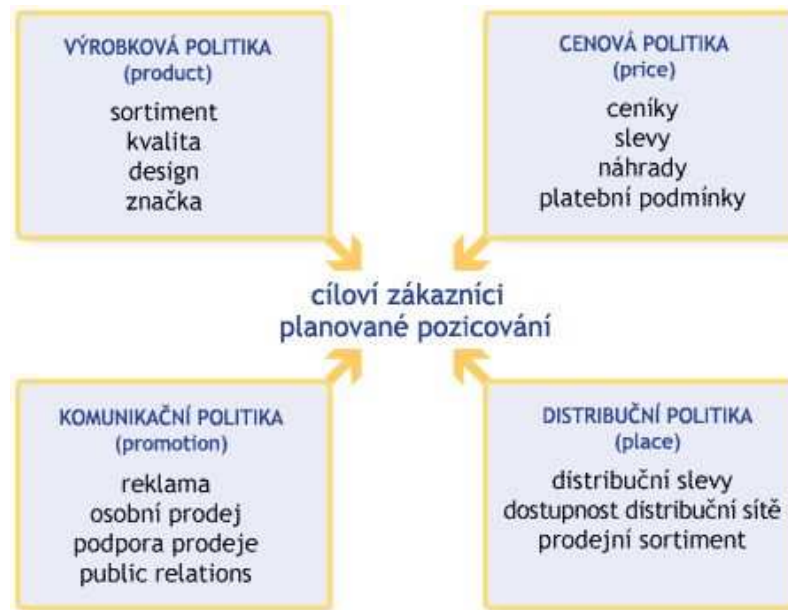 VÝROBKOVÁ POLITIKA
(product)
sortiment
kvalita
design
značka
CENOVÁ POLITIKA
(price)
ceníky
slevy
náhrady
platební podmínky
cíloví zákazníci
planované pozicování
KOMUNIKAČNÍ POLITIKA
(promotion)
reklama
osobní prodej
podpora prodeje
public relations
DISTRIBUČNÍ POLITIKA
(place)
distribuční slevy
dostupnost distribuční sítě
prodejní sortiment